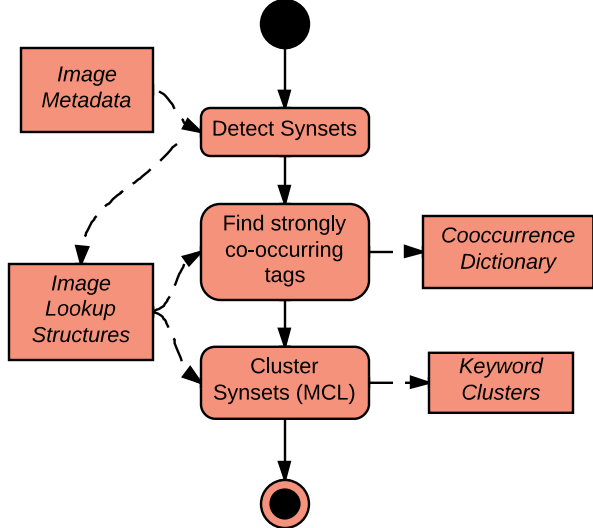 Image
Metadata
Detect Synsets
Find strongly
co-occurring
tags
Cooccurrence
Dictionary
Image
Lookup
Structures
Cluster
Synsets (MCL)
Keyword
Clusters